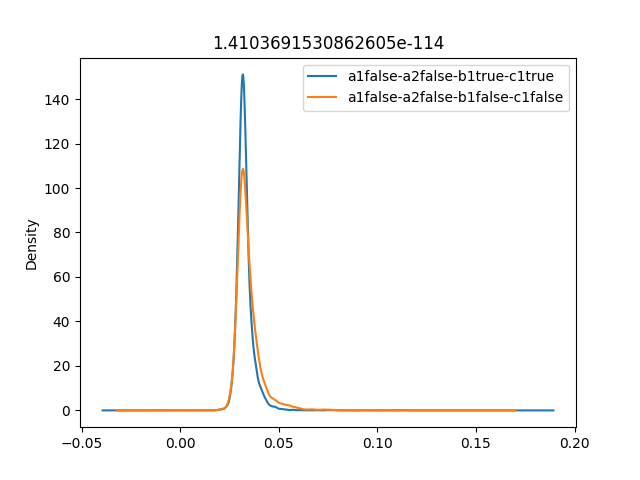 1.4103691530862605e-114
a1false-a2false-b1true-c1true
a1false-a2false-b1false-c1false
Density
140
120
100
80
60
40
20
0
−0.05 0.00 0.05 0.10 0.15 0.20